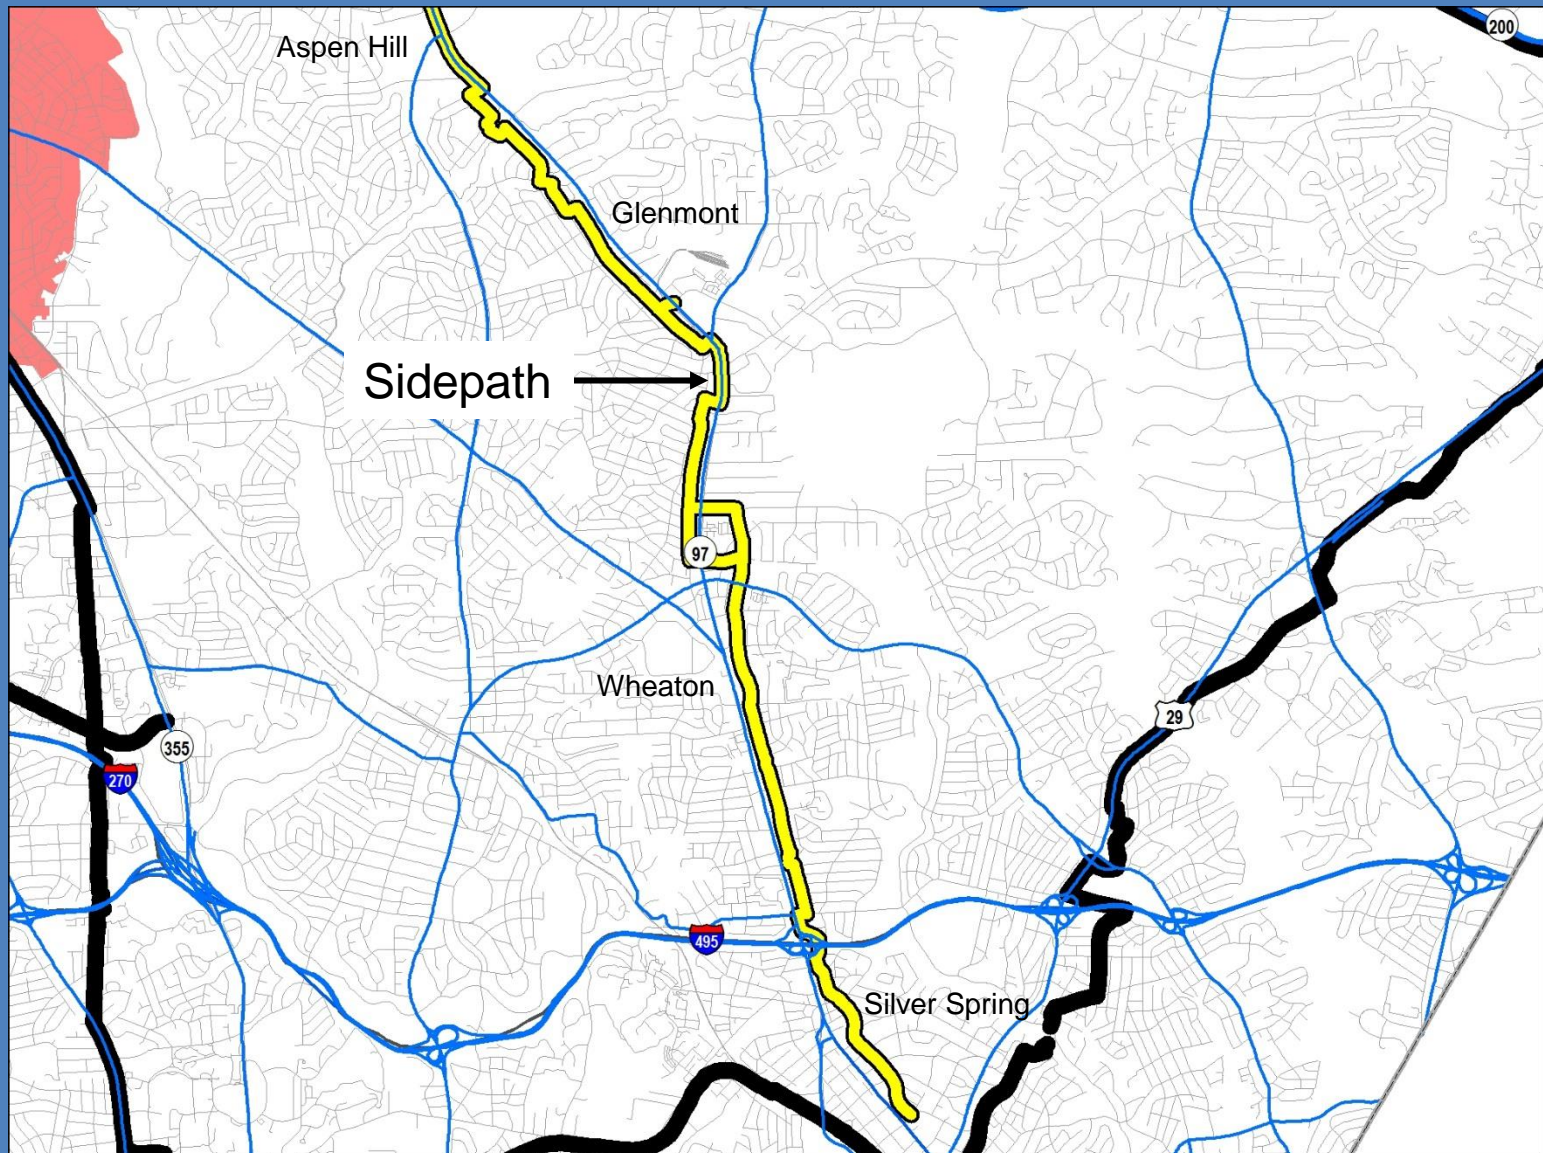 200
Aspen Hill
Glenmont
Sidepath
97
Wheaton
29
355
270
495
Silver Spring